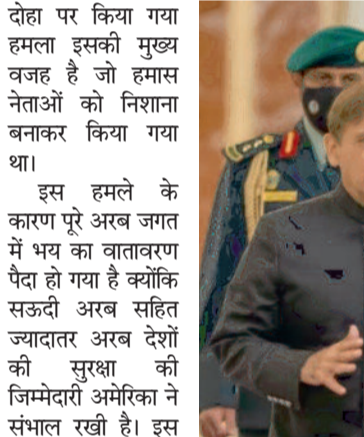 दोहा पर किया गया
हमला इसकी मुख्य
वजह है जो हमास
नेताओं को निशाना
बनाकर किया गया
था।
इस हमले के
कारण पूरे अरब जगत
में भय का वातावरण
पैदा हो गया है क्योंकि
सऊदी अरब सहित
ज्यादातर अरब देशों
की सुरक्षा की
जिम्मेदारी अमेरिका ने
संभाल रखी है। इस